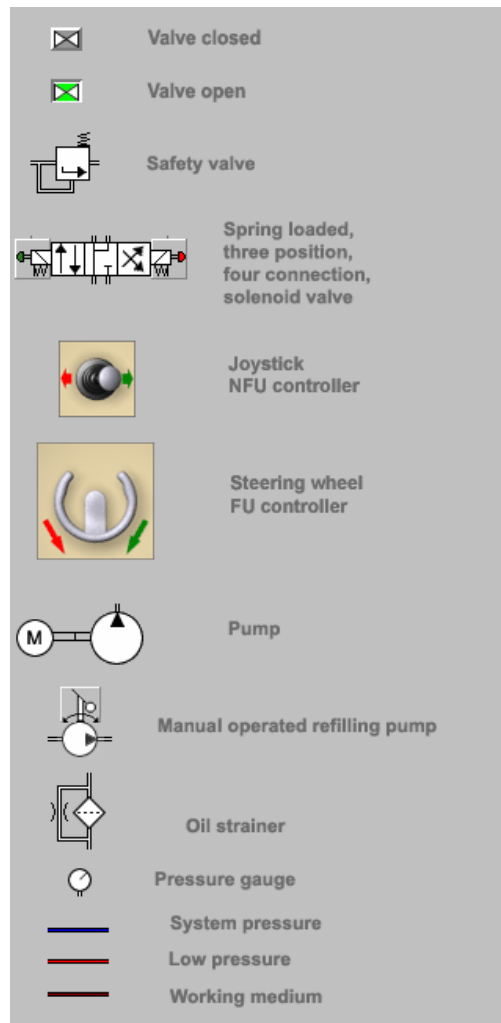 Valve closed
Valve open
Safety valve
Spring loaded,
three position,
four connection,
solenoid valve
Joystick
NFU controller
Steering wheel
FU controller
M
Pump
Manual operated refilling pump
Oil strainer
Pressure gauge
System pressure
Low pressure
Working medium